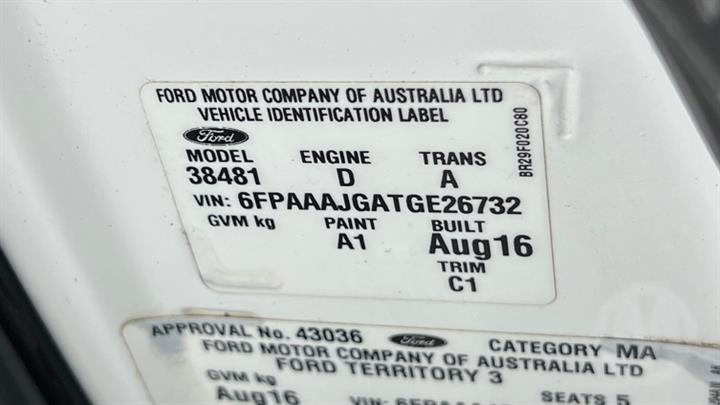 FORD MOTOR COMPANY OF AUSTRALIA LTD
VEHICLE IDENTIFICATION LABEL
Ford
MODEL ENGINE TRANS
38481 D A
VIN: 6FPAAAJGATGE26732
GVM kg PAINT BUILT
A1 Aug16
TRIM
C1
BR29F020C80
APPROVAL No. 43036 Ford CATEGORY MA
FORD MOTOR COMPANY OF AUSTRALIA LTD
FORD TERRITORY 3
GVM kg
Aug16 SEATS 5